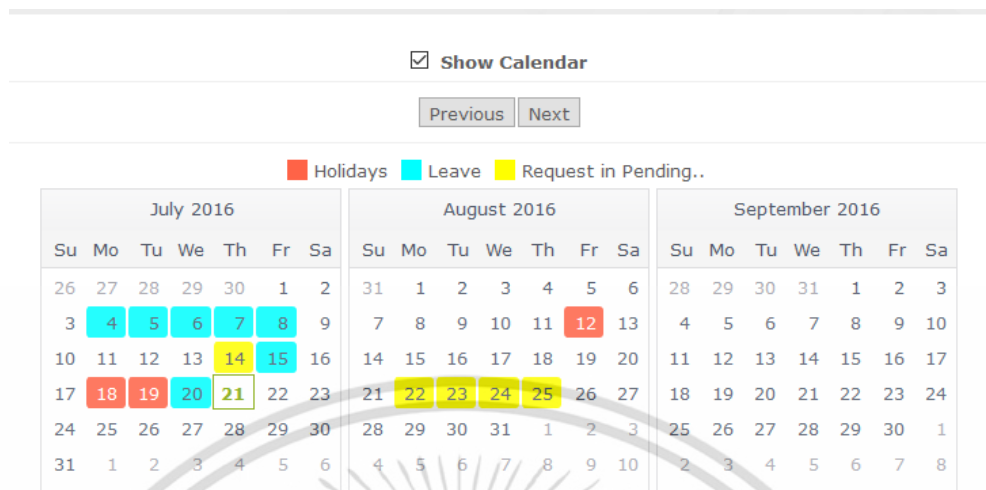 Show Calendar
Previous Next
Holidays Leave Request in Pending..
July 2016 August 2016 September 2016
Su Mo Tu We Th Fr Sa Su Mo Tu We Th Fr Sa Su Mo Tu We Th Fr Sa
26 27 28 29 30 1 2 31 1 2 3 4 5 6 28 29 30 31 1 2 3
3 4 5 6 7 8 9 7 8 9 10 11 12 13 4 5 6 7 8 9 10
10 11 12 13 14 15 16 14 15 16 17 18 19 20 11 12 13 14 15 16 17
17 18 19 20 21 22 23 21 22 23 24 25 26 27 18 19 20 21 22 23 24
24 25 26 27 28 29 30 28 29 30 31 1 2 3 25 26 27 28 29 30 1
31 1 2 3 4 5 6 4 5 6 7 8 9 10 2 3 4 5 6 7 8